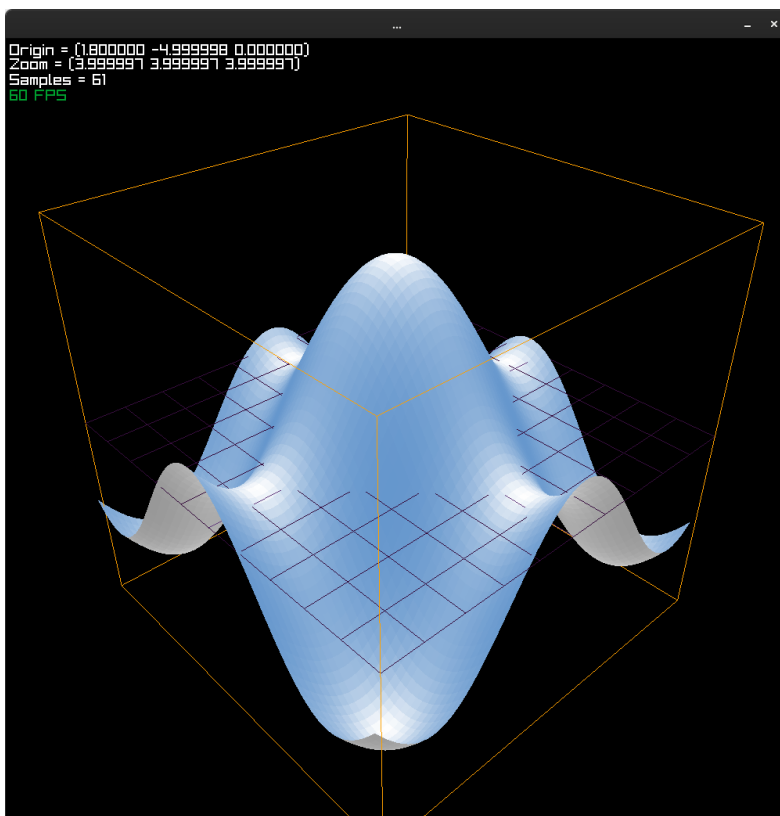 ...
Origin = (1.800000 -4.999998 0.000000)
Zoom = (3.999997 3.999997 3.999997)
Samples = 61
60 FPS